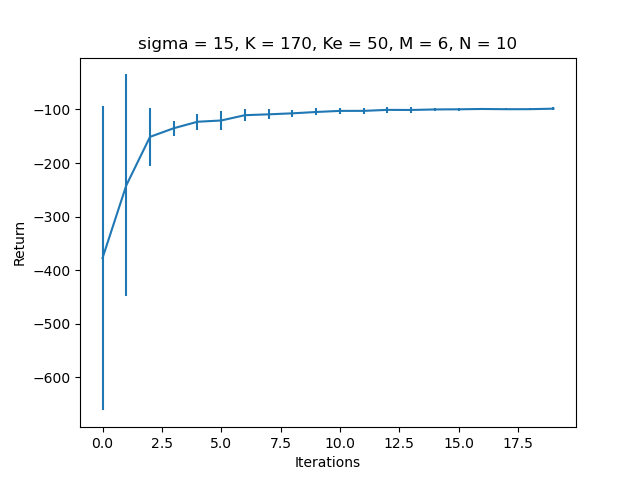 sigma = 15, K = 170, Ke = 50, M = 6, N = 10
−100
−200
−300
−400
−500
−600
Return
0.0 2.5 5.0 7.5 10.0 12.5 15.0 17.5
Iterations